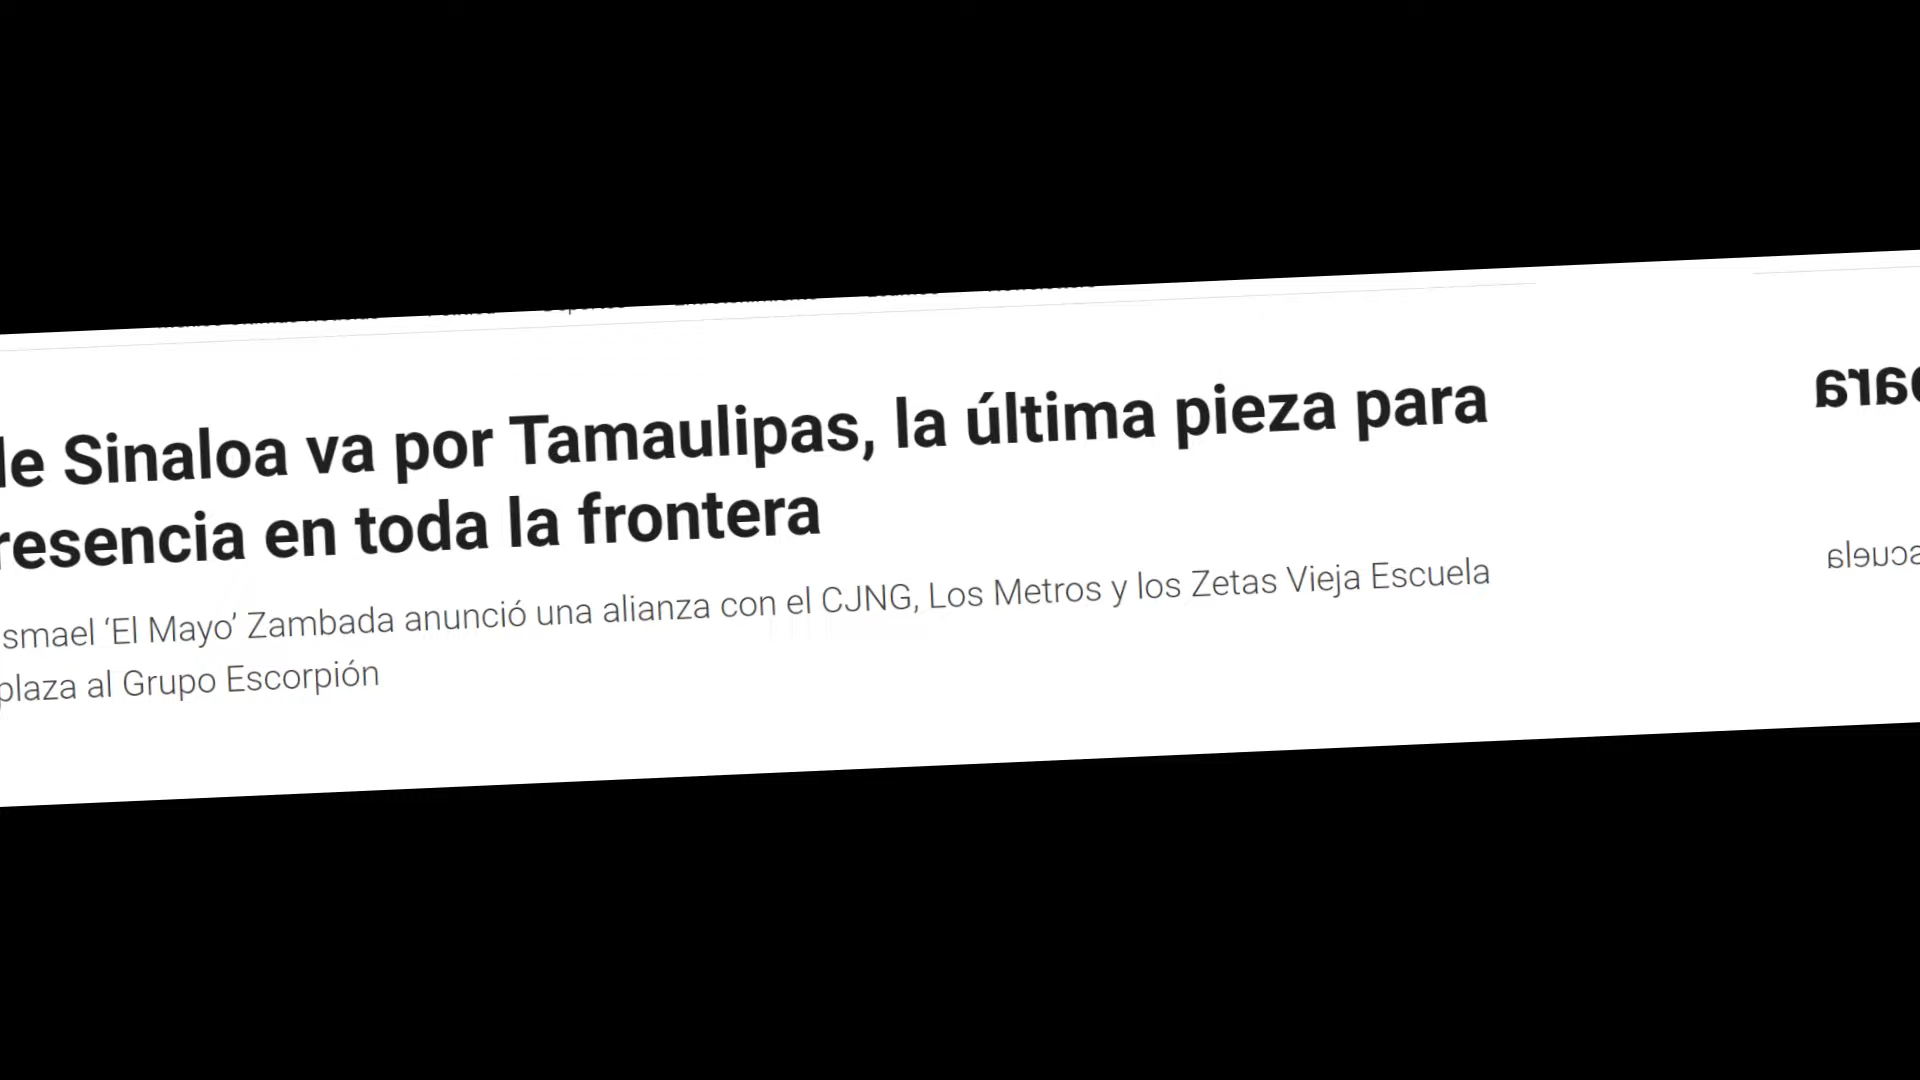 de Sinaloa va por Tamaulipas, la última pieza para
resencia en toda la frontera
smael ‘El Mayo’ Zambada anunció una alianza con el CJNG, Los Metros y los Zetas Vieja Escuela
plaza al Grupo Escorpión